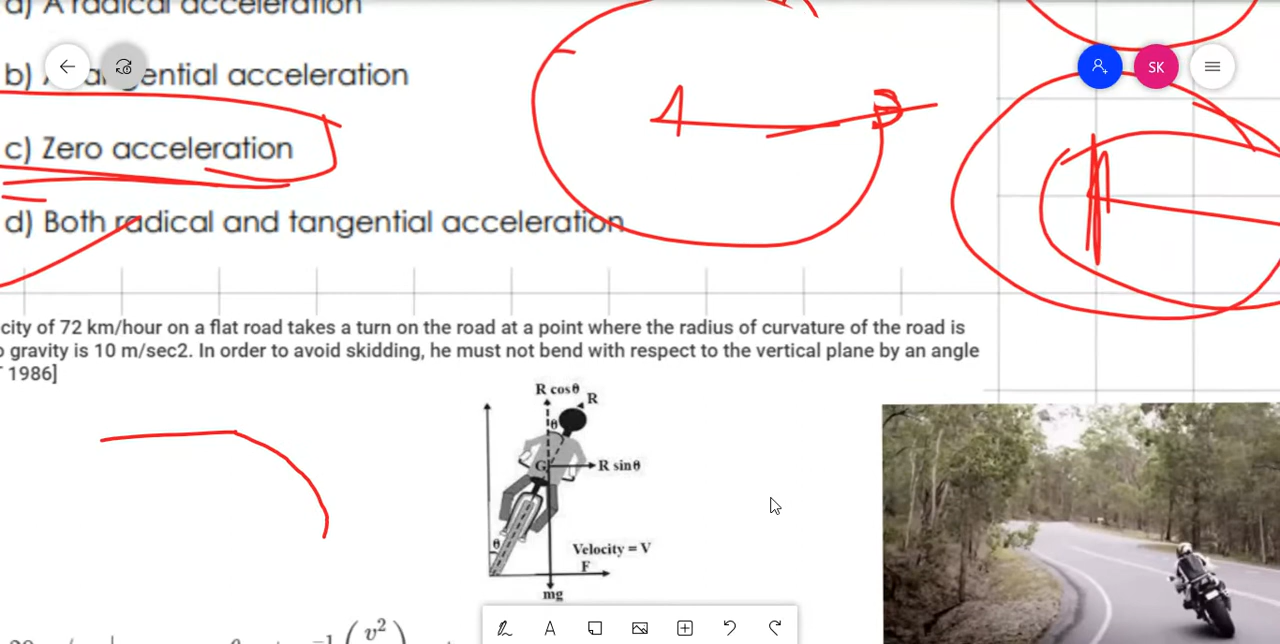 a) A radical acceleration
b) ential acceleration
c) Zero acceleration
d) Both radical and tangential acceleration
SK
city of 72 km/hour on a flat road takes a turn on the road at a point where the radius of curvature of the road is
gravity is 10 m/sec2. In order to avoid skidding, he must not bend with respect to the vertical plane by an angle
1986]
R cosθ
R
θ
G
R sinθ
θ
Velocity = V
F
mg
-1 ( v2 )
A